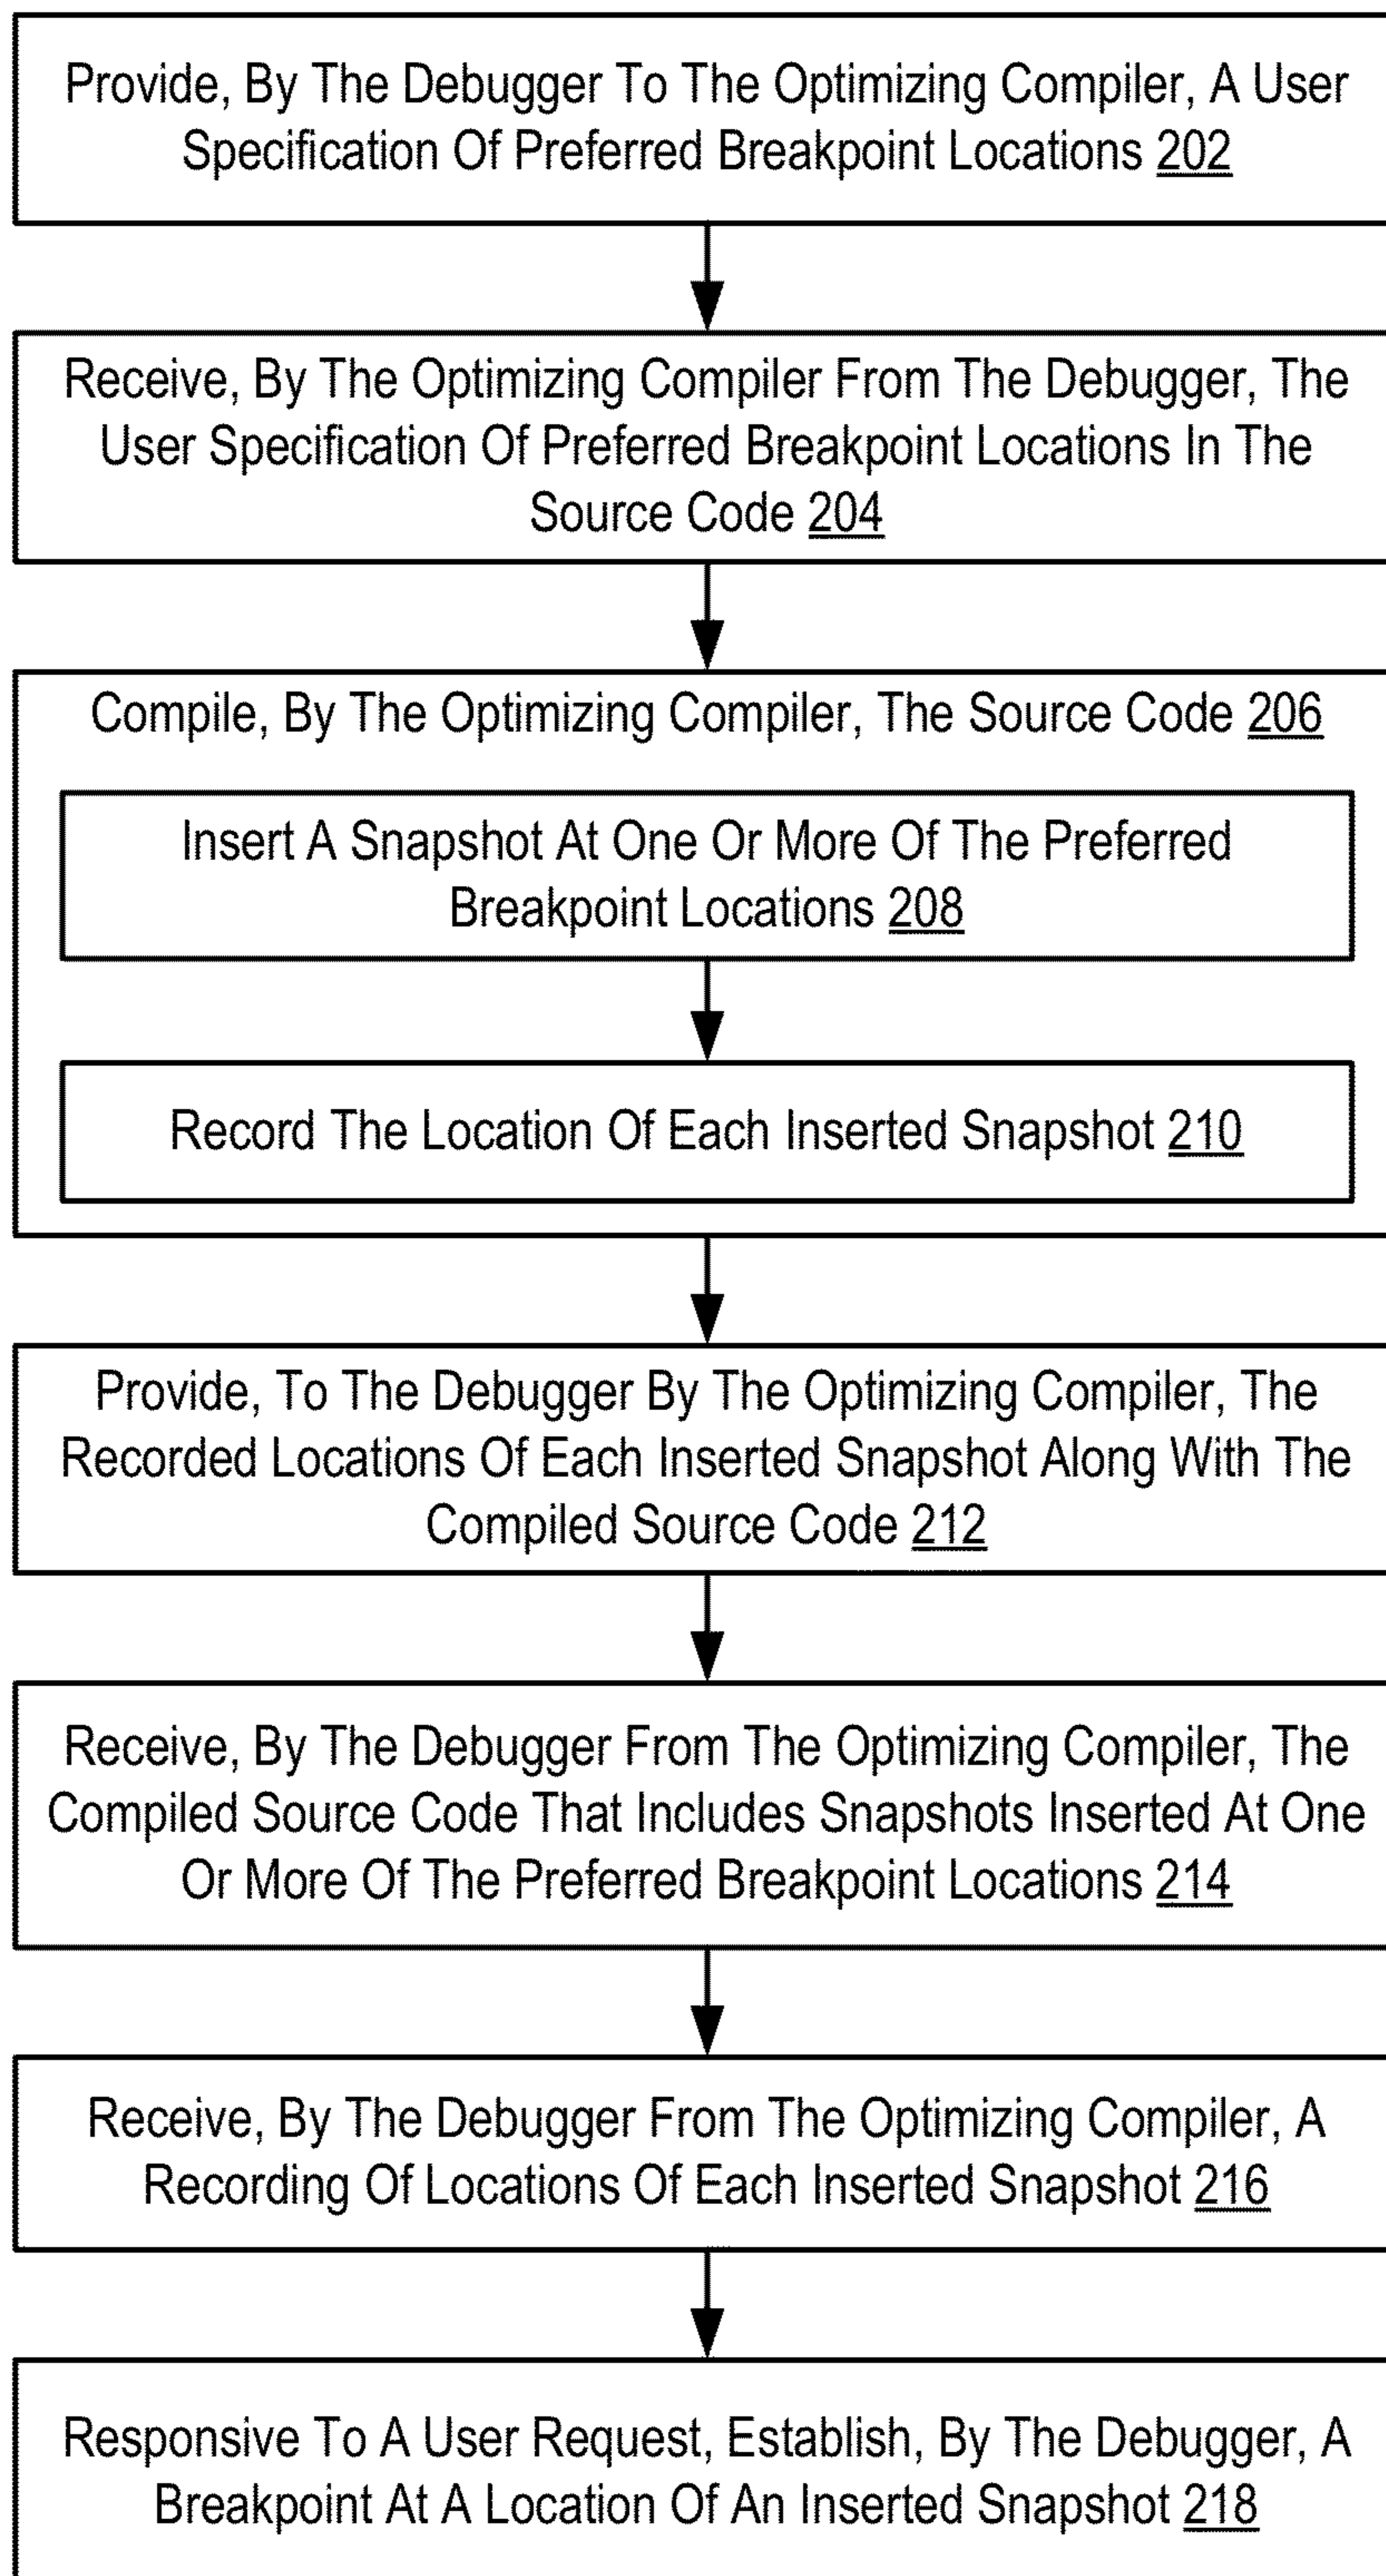 Provide, By The Debugger To The Optimizing Compiler, A User
Specification Of Preferred Breakpoint Locations 202
Receive, By The Optimizing Compiler From The Debugger, The
User Specification Of Preferred Breakpoint Locations In The
Source Code 204
Compile, By The Optimizing Compiler, The Source Code 206
Insert A Snapshot At One Or More Of The Preferred
Breakpoint Locations 208
Record The Location Of Each Inserted Snapshot 210
Provide, To The Debugger By The Optimizing Compiler, The
Recorded Locations Of Each Inserted Snapshot Along With The
Compiled Source Code 212
Receive, By The Debugger From The Optimizing Compiler, The
Compiled Source Code That Includes Snapshots Inserted At One
Or More Of The Preferred Breakpoint Locations 214
Receive, By The Debugger From The Optimizing Compiler, A
Recording Of Locations Of Each Inserted Snapshot 216
Responsive To A User Request, Establish, By The Debugger, A
Breakpoint At A Location Of An Inserted Snapshot 218